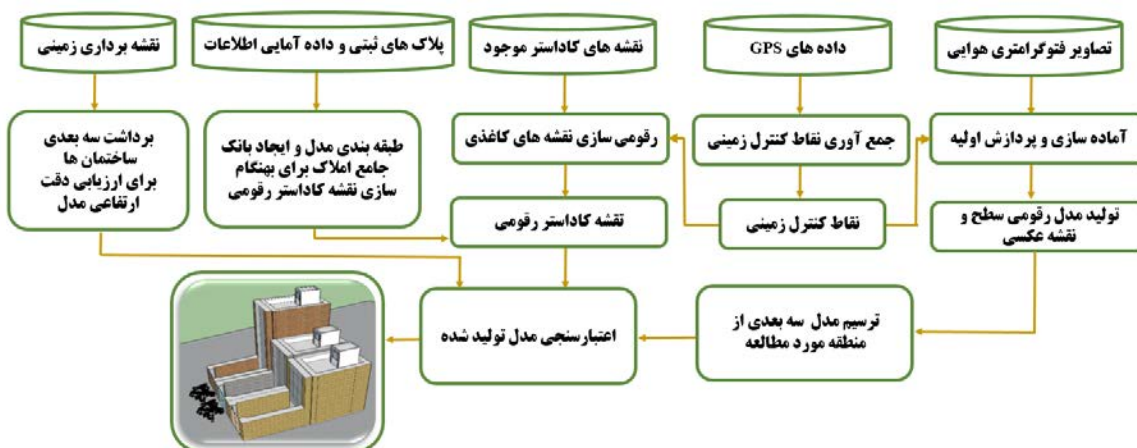 تصاویر فتوگرامتری هوایی
داده های GPS
نقشه های کاداستر موجود
پلاک های ثبتی و داده آمایی اطلاعات
نقشه برداری زمینی
آماده سازی و پردازش اولیه
جمع آوری نقاط کنترل زمینی
رقومی سازی نقشه های کاغذی
طبقه بندی مدل و ایجاد بانک
جامع املاک برای بهنگام
سازی نقشه کاداستر رقومی
برداشت سه بعدی
ساختمان ها
برای ارزیابی دقت
ارتفاعی مدل
تولید مدل رقومی سطح و
نقشه عکسی
نقاط کنترل زمینی
نقشه کاداستر رقومی
ترسیم مدل سه بعدی از
منطقه مورد مطالعه
اعتبارسنجی مدل تولید شده